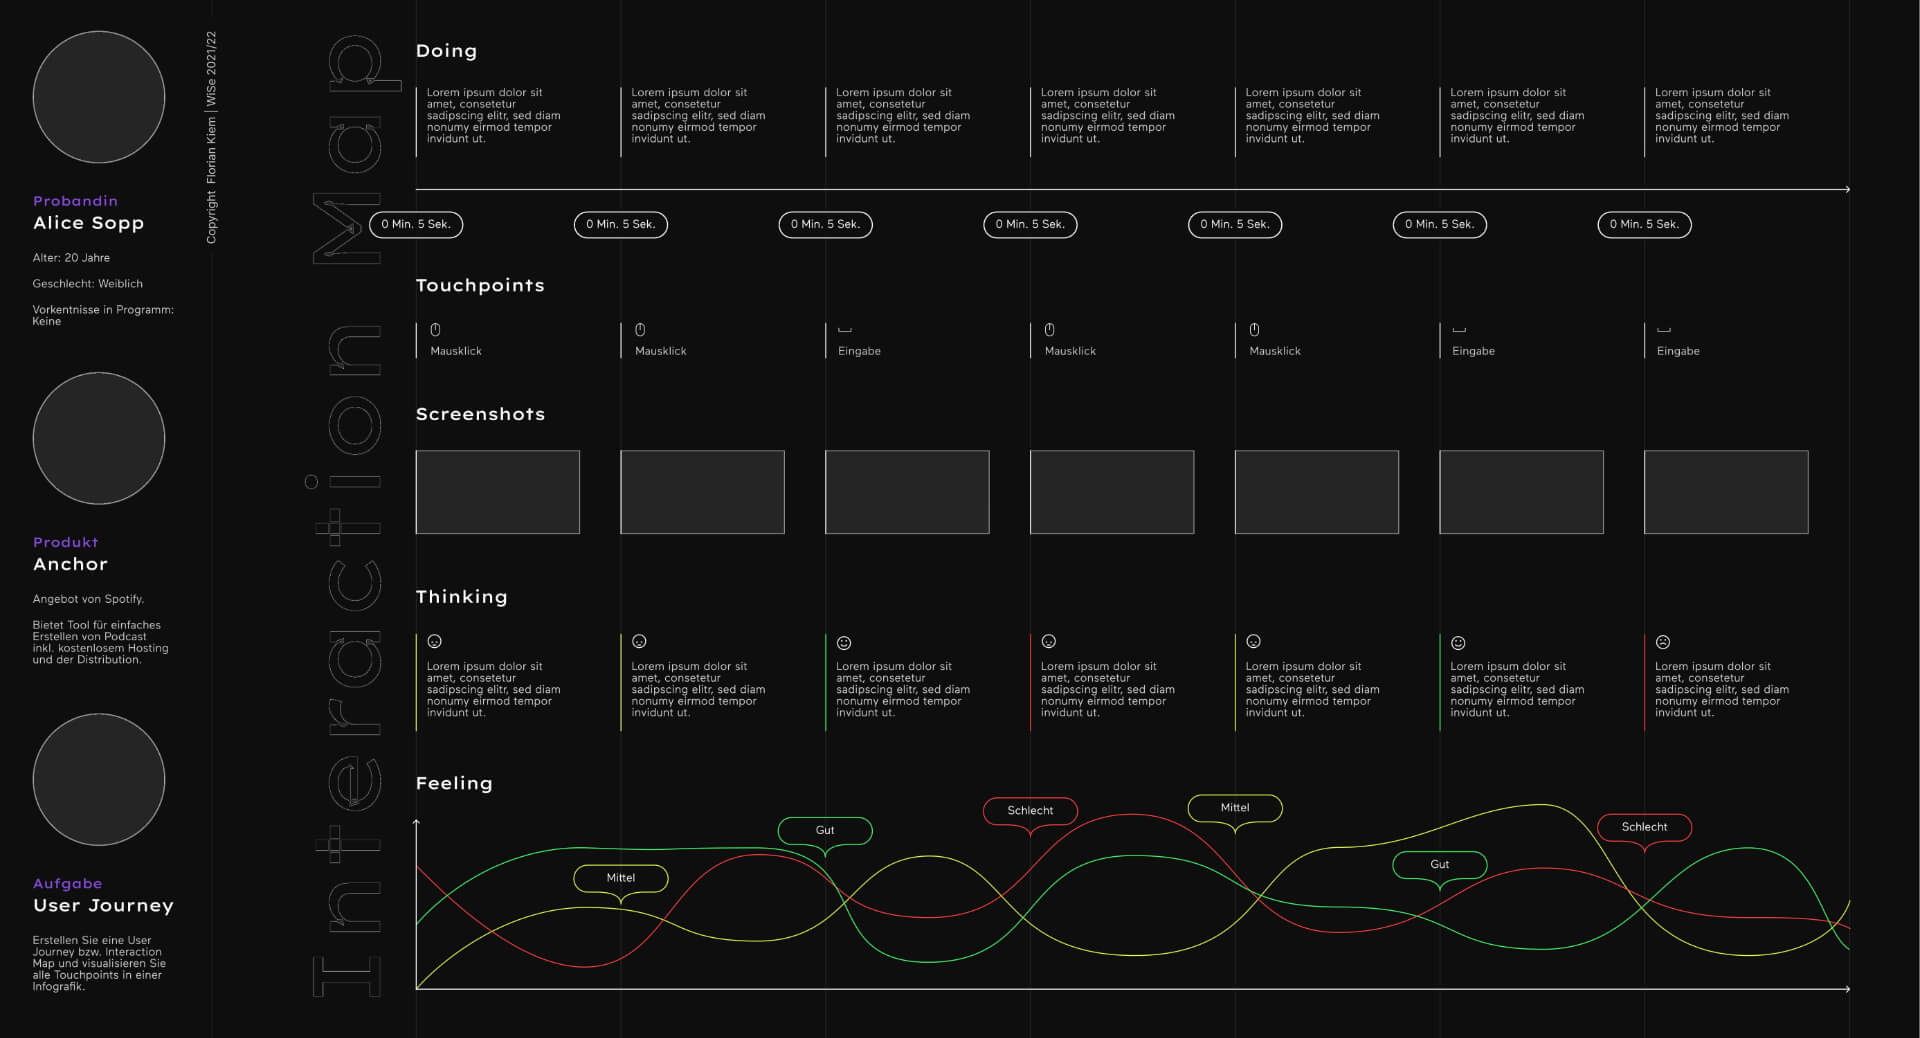 Probandin
Alice Sopp
Alter: 20 Jahre
Geschlecht: Weiblich
Vorkentnisse in Programm:
Keine
Produkt
Anchor
Angebot von Spotify.
Bietet Tool für einfaches
Erstellen von Podcast
inkl. kostenlosem Hosting
und der Distribution.
Aufgabe
User Journey
Erstellen Sie eine User
Journey bzw. Interaction
Map und visualisieren Sie
alle Touchpoints in einer
Infografik.
Copyright Florian Kiem | WiSe 2021/22
Interaction Map
Doing
Lorem ipsum dolor sit
amet, consetetur
sadipscing elitr, sed diam
nonumy eirmod tempor
invidunt ut.
Lorem ipsum dolor sit
amet, consetetur
sadipscing elitr, sed diam
nonumy eirmod tempor
invidunt ut.
Lorem ipsum dolor sit
amet, consetetur
sadipscing elitr, sed diam
nonumy eirmod tempor
invidunt ut.
Lorem ipsum dolor sit
amet, consetetur
sadipscing elitr, sed diam
nonumy eirmod tempor
invidunt ut.
Lorem ipsum dolor sit
amet, consetetur
sadipscing elitr, sed diam
nonumy eirmod tempor
invidunt ut.
Lorem ipsum dolor sit
amet, consetetur
sadipscing elitr, sed diam
nonumy eirmod tempor
invidunt ut.
Lorem ipsum dolor sit
amet, consetetur
sadipscing elitr, sed diam
nonumy eirmod tempor
invidunt ut.
0 Min. 5 Sek.
0 Min. 5 Sek.
0 Min. 5 Sek.
0 Min. 5 Sek.
0 Min. 5 Sek.
0 Min. 5 Sek.
0 Min. 5 Sek.
Touchpoints
Mausklick
Mausklick
Eingabe
Mausklick
Mausklick
Eingabe
Eingabe
Screenshots
Thinking
Lorem ipsum dolor sit
amet, consetetur
sadipscing elitr, sed diam
nonumy eirmod tempor
invidunt ut.
Lorem ipsum dolor sit
amet, consetetur
sadipscing elitr, sed diam
nonumy eirmod tempor
invidunt ut.
Lorem ipsum dolor sit
amet, consetetur
sadipscing elitr, sed diam
nonumy eirmod tempor
invidunt ut.
Lorem ipsum dolor sit
amet, consetetur
sadipscing elitr, sed diam
nonumy eirmod tempor
invidunt ut.
Lorem ipsum dolor sit
amet, consetetur
sadipscing elitr, sed diam
nonumy eirmod tempor
invidunt ut.
Lorem ipsum dolor sit
amet, consetetur
sadipscing elitr, sed diam
nonumy eirmod tempor
invidunt ut.
Lorem ipsum dolor sit
amet, consetetur
sadipscing elitr, sed diam
nonumy eirmod tempor
invidunt ut.
Feeling
Mittel
Gut
Schlecht
Mittel
Gut
Schlecht